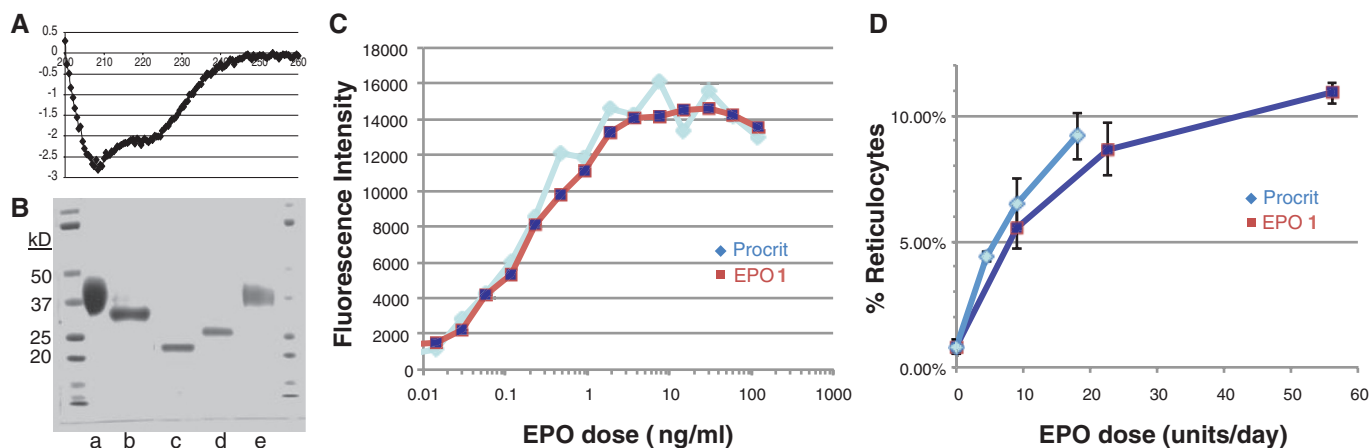 A
0.5
0
-0.5
-1
-1.5
-2
-2.5
-3
200 210 220 230 240 250 260
B
kD
50
37
25
20
a b c d e
C
Fluorescence Intensity
18000
16000
14000
12000
10000
8000
6000
4000
2000
0
Procrit
EPO 1
0.01 0.1 1 10 100 1000
EPO dose ( ng/ml)
D
% Reticulocytes
10.00%
5.00%
0.00%
Procrit
EPO 1
0 10 20 30 40 50 60
EPO dose (units/day)